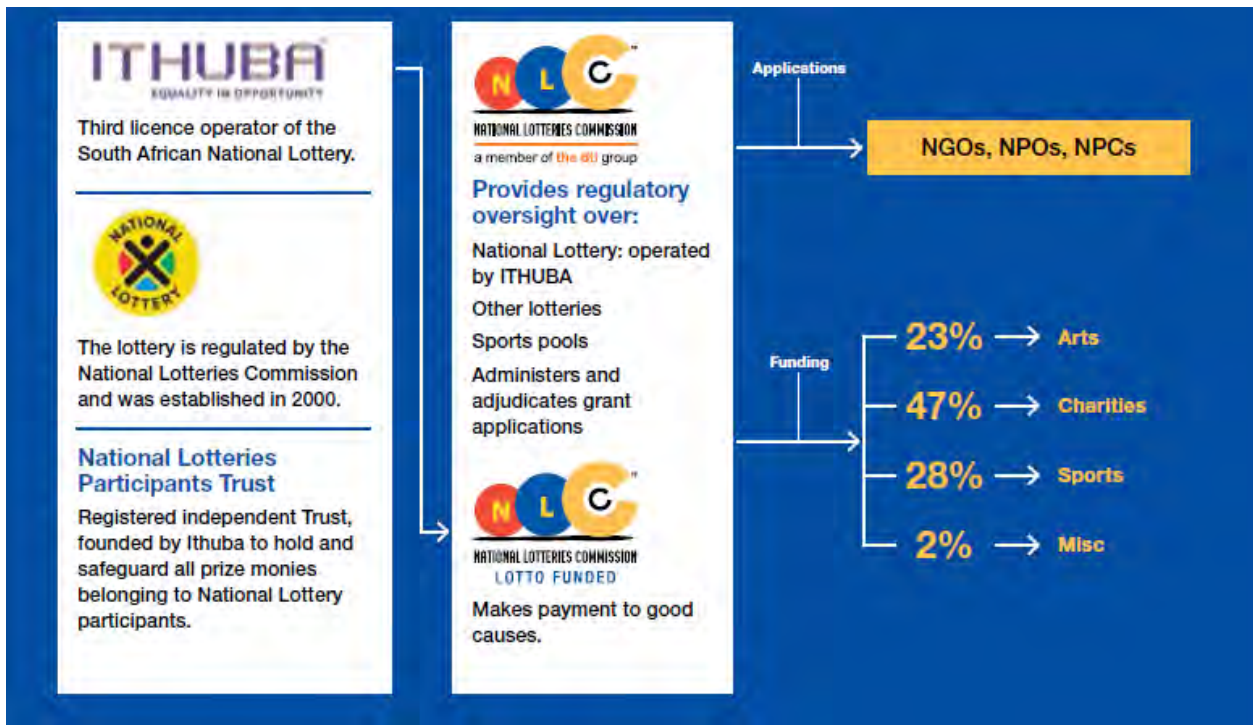 ITHUBA
EQUALITY IN OPPORTUNITY
Third licence operator of the
South African National Lottery.
NATIONAL
LOTTERY
The lottery is regulated by the
National Lotteries Commission
and was established in 2000.
National Lotteries
Participants Trust
Registered independent Trust,
founded by Ithuba to hold and
safeguard all prize monies
belonging to National Lottery
participants.
N L C ™
NATIONAL LOTTERIES COMMISSION
a member of the dti group
Provides regulatory
oversight over:
National Lottery: operated
by ITHUBA
Other lotteries
Sports pools
Administers and
adjudicates grant
applications
N L C ™
NATIONAL LOTTERIES COMMISSION
LOTTO FUNDED
Makes payment to good
causes.
Applications
NGOs, NPOs, NPCs
Funding
23% Arts
47% Charities
28% Sports
2% Misc